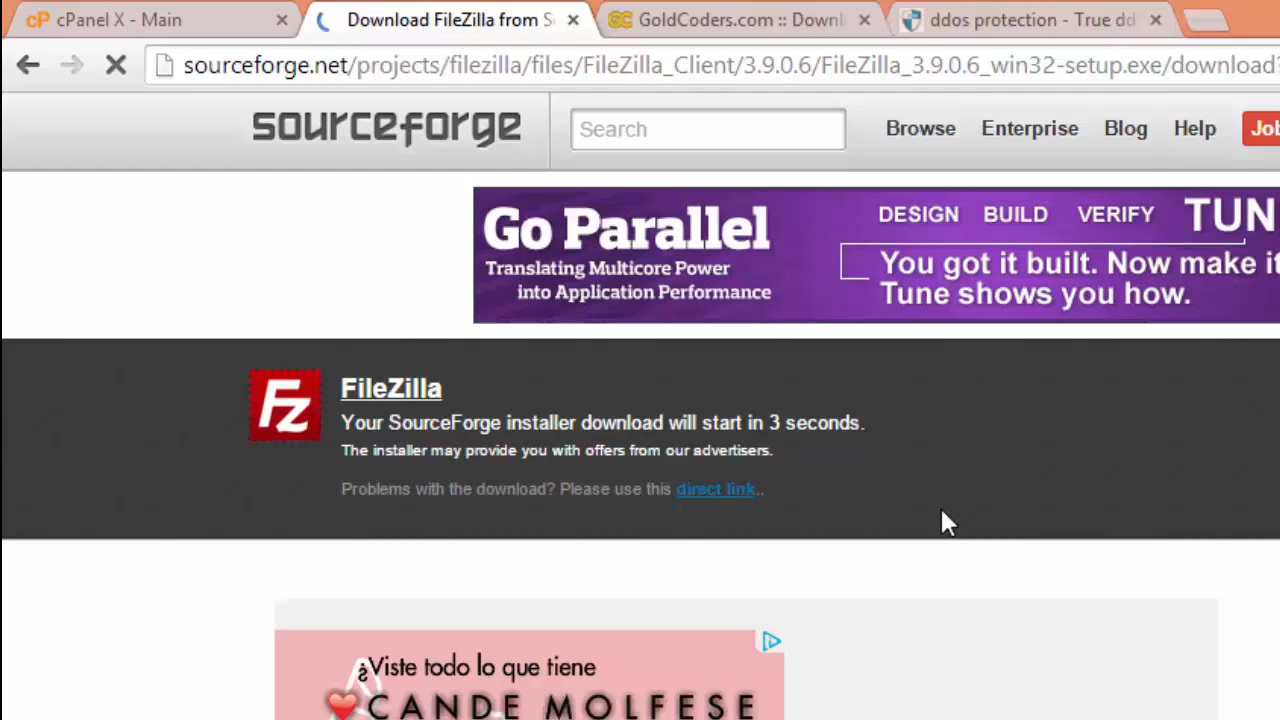 cP cPanel X - Main
Download FileZilla from S
GC GoldCoders.com :: Downl
ddos protection - True dd
sourceforge.net/projects/filezilla/files/FileZilla_Client/3.9.0.6/FileZilla_3.9.0.6_win32-setup.exe/download?
sourceforge
Search
Browse
Enterprise
Blog
Help
Job
Go Parallel
Translating Multicore Power
into Application Performance
DESIGN BUILD VERIFY TUN
You got it built. Now make it
Tune shows you how.
Fz
FileZilla
Your SourceForge installer download will start in 3 seconds.
The installer may provide you with offers from our advertisers.
Problems with the download? Please use this direct link..
¿Viste todo lo que tiene
CANDE MOLFESE